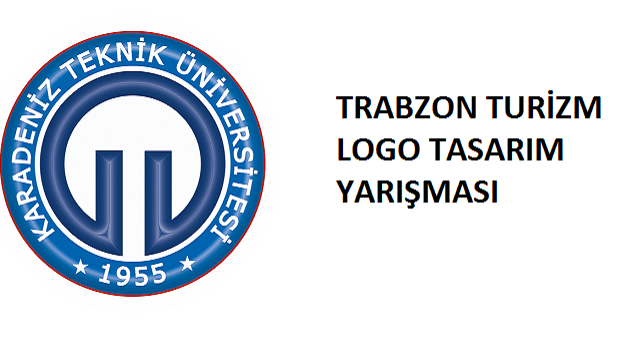 KARADENİZ TEKNİK ÜNİVERSİTESİ
1955
TRABZON TURİZM
LOGO TASARIM
YARIŞMASI